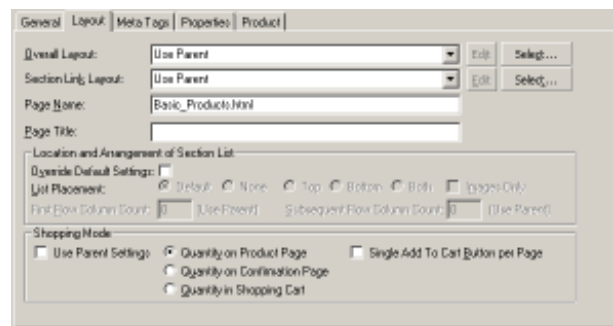 General Layout Meta Tags Properties Product
Overall Layout: Use Parent Edit Select...
Section Link Layout: Use Parent Edit Select...
Page Name: Basic_Products.html
Page Title:
Location and Arrangement of Section List
Override Default Settings:
List Placement: Default None Top Bottom Both Images Only
First Row Column Count: 0 (Use Parent) Subsequent Row Column Count: 0 (Use Parent)
Shopping Mode
Use Parent Settings Quantity on Product Page Single Add To Cart Button per Page
Quantity on Confirmation Page
Quantity in Shopping Cart